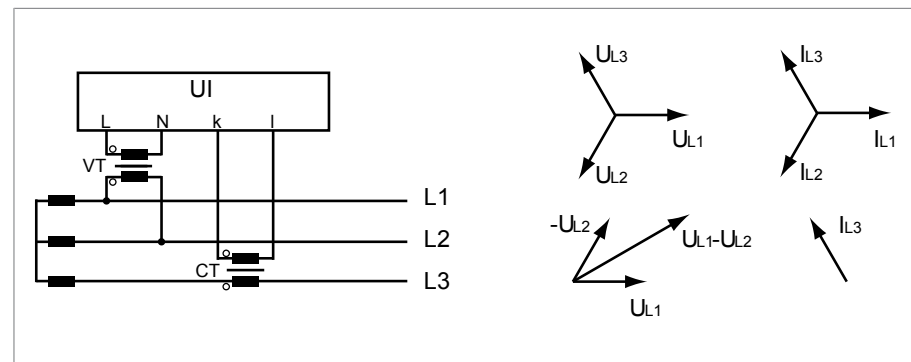 UI
L N k l
VT
L1
L2
CT
L3
UL3
UL1
UL2
IL3
IL1
IL2
-UL2
UL1-UL2
UL1
IL3